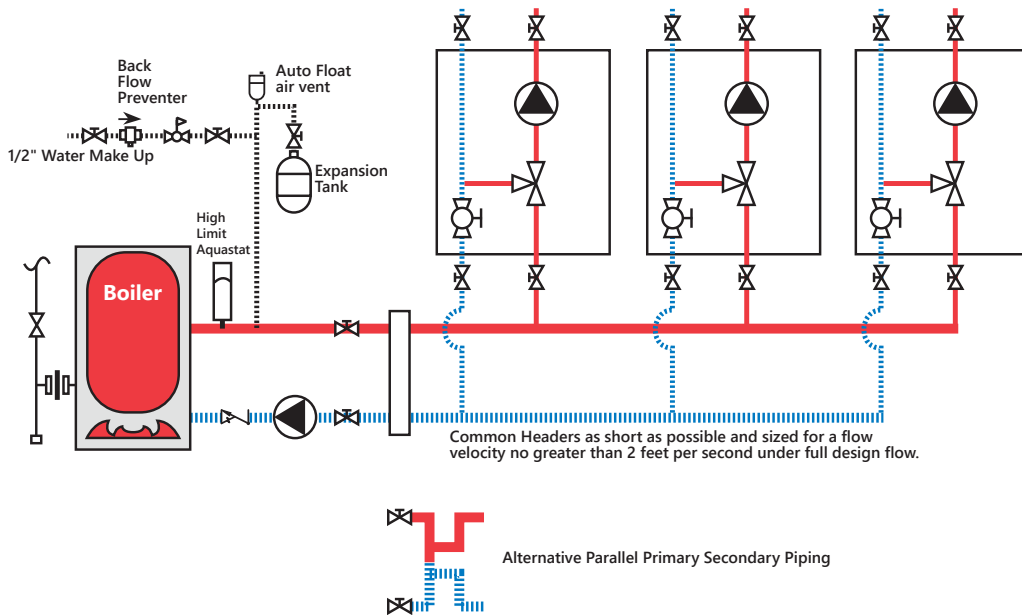 Back
Flow
Preventer
Auto Float
air vent
1/2" Water Make Up
Expansion
Tank
High
Limit
Aquastat
Boiler
Common Headers as short as possible and sized for a flow
velocity no greater than 2 feet per second under full design flow.
Alternative Parallel Primary Secondary Piping